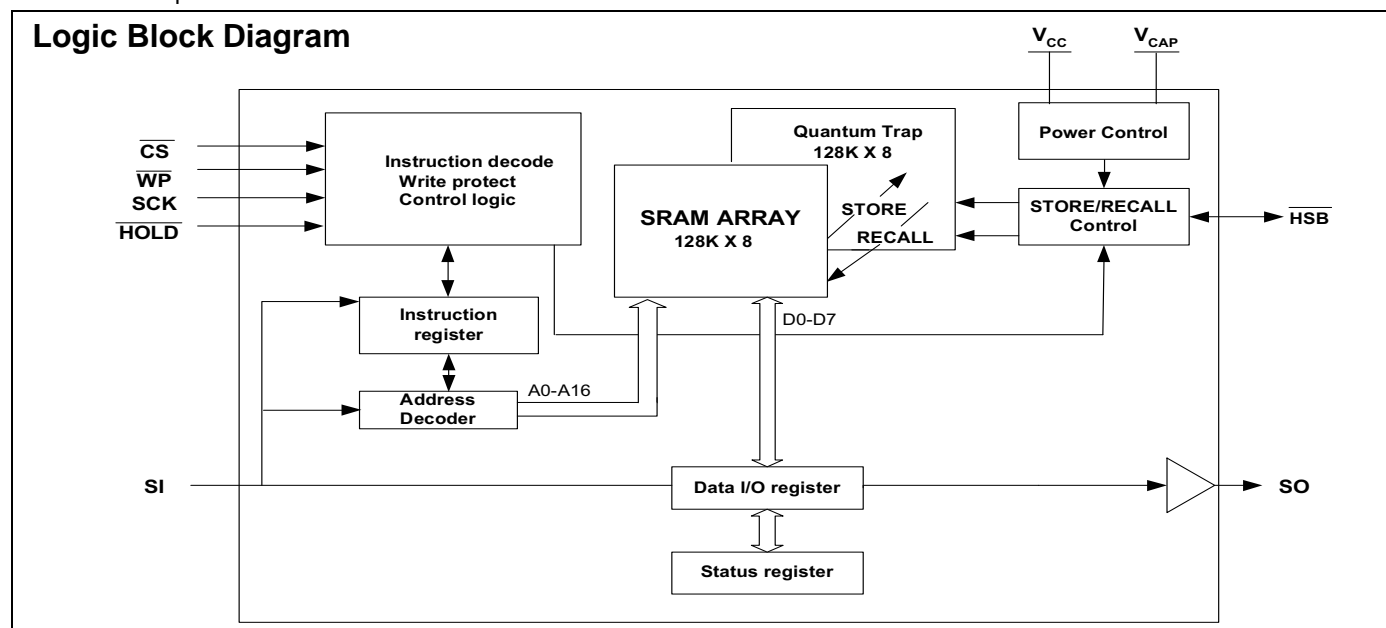 Logic Block Diagram
VCC
VCAP
Quantum Trap
128K X 8
Power Control
CS
WP
SCK
HOLD
Instruction decode
Write protect
Control logic
SRAM ARRAY
128K X 8
STORE
RECALL
STORE/RECALL
Control
HSB
Instruction
register
D0-D7
Address
Decoder
A0-A16
SI
Data I/O register
SO
Status register